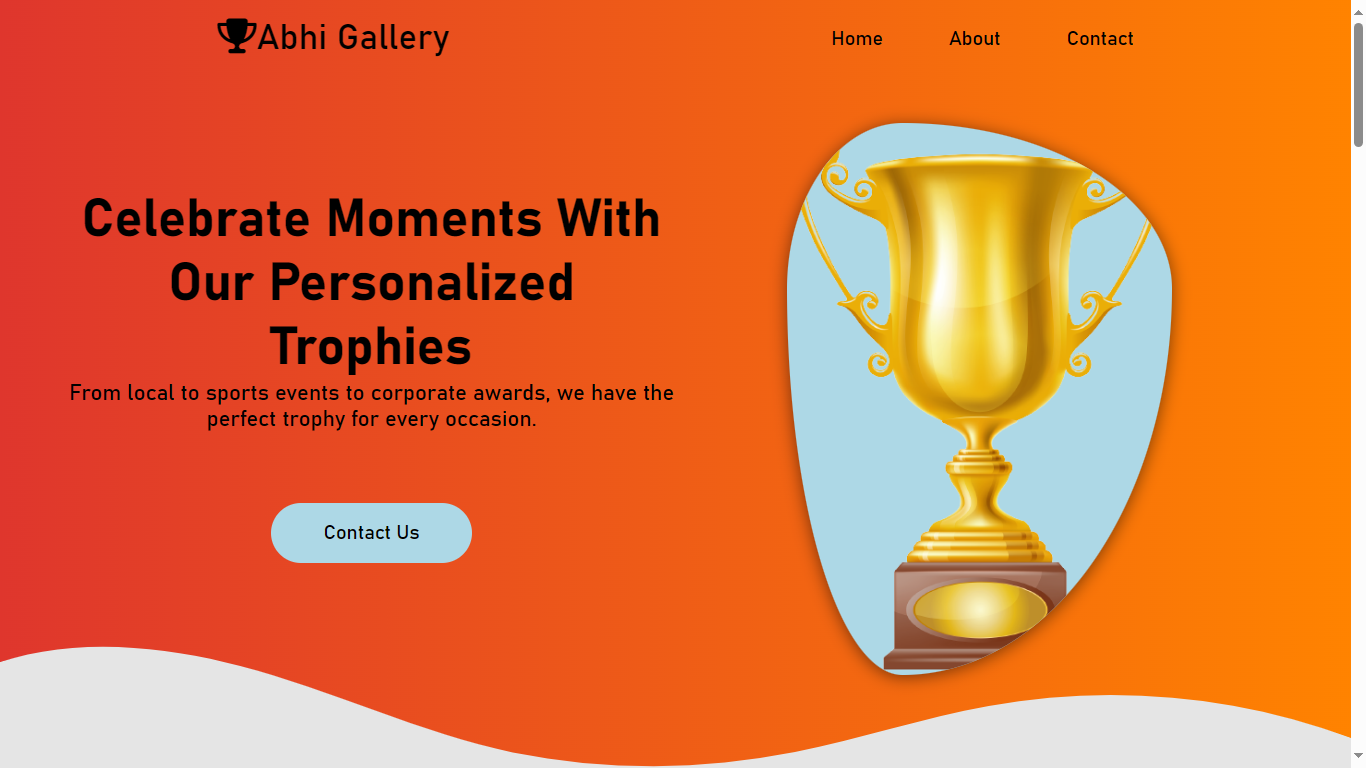 Abhi Gallery
Home About Contact
Celebrate Moments With
Our Personalized
Trophies
From local to sports events to corporate awards, we have the
perfect trophy for every occasion.
Contact Us